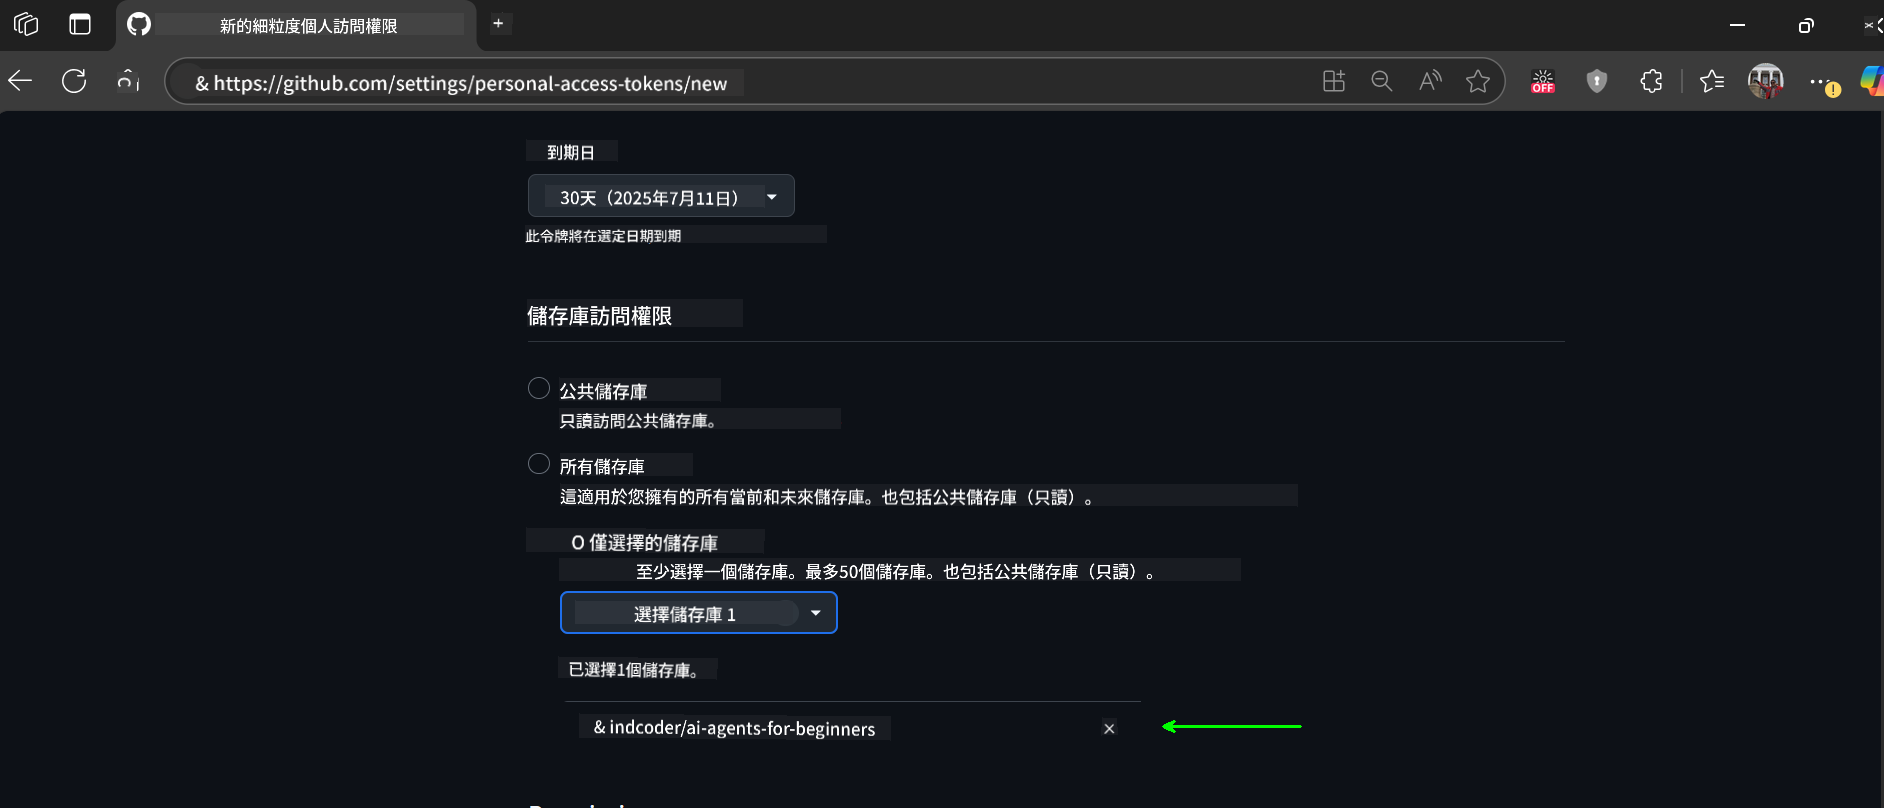 新的細粒度個人訪問權限
& https://github.com/settings/personal-access-tokens/new
OFF
到期日
30天（2025年7月11日）
此令牌將在選定日期到期
儲存庫訪問權限
公共儲存庫
只讀訪問公共儲存庫。
所有儲存庫
這適用於您擁有的所有當前和未來儲存庫。也包括公共儲存庫（只讀）。
O 僅選擇的儲存庫
至少選擇一個儲存庫。最多50個儲存庫。也包括公共儲存庫（只讀）。
選擇儲存庫 1
已選擇1個儲存庫。
& indcoder/ai-agents-for-beginners